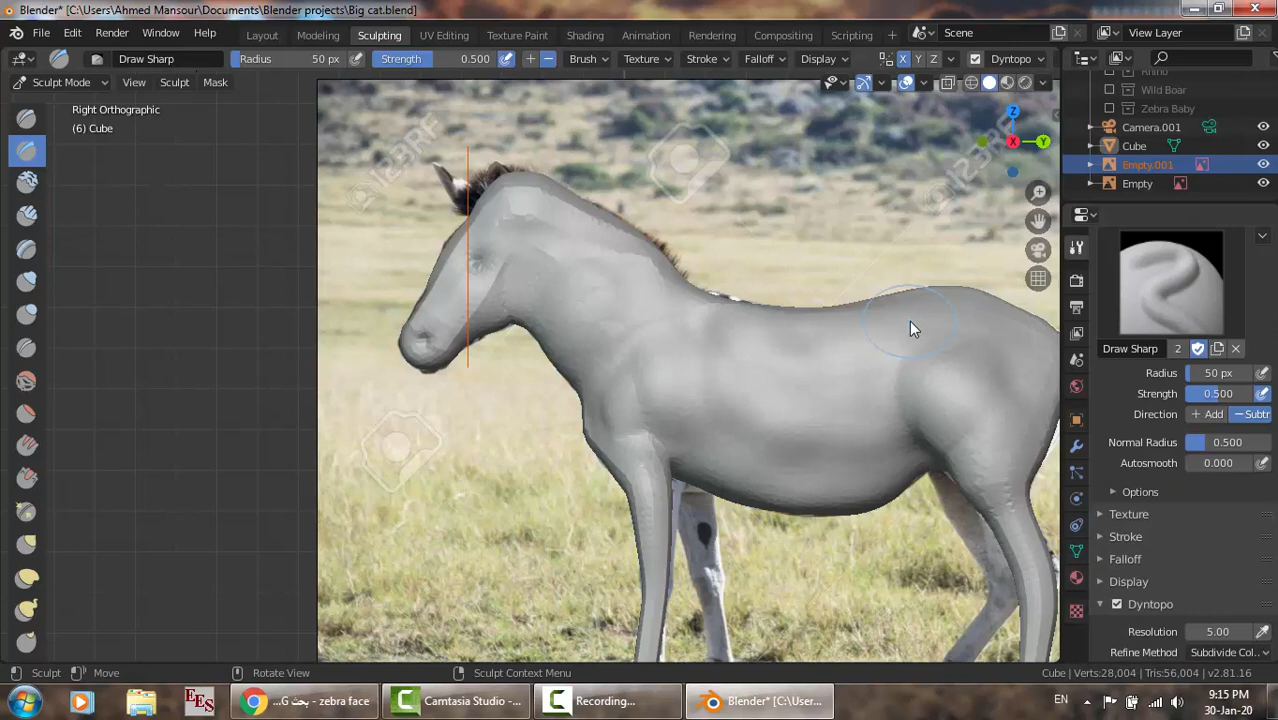 Blender* [C:\Users\Ahmed Mansour\Documents\Blender projects\Big cat.blend]
File Edit Render Window Help Layout Modeling Sculpting UV Editing Texture Paint Shading Animation Rendering Compositing Scripting Scene View Layer
Draw Sharp Radius 50 px Strength 0.500 Brush Texture Stroke Falloff Display X Y Z Dyntopo
Sculpt Mode View Sculpt Mask
Right Orthographic
(6) Cube
Z
Y
X
Rhino
Wild Boar
Zebra Baby
Camera.001
Cube
Empty.001
Empty
Draw Sharp 2
Radius 50 px
Strength 0.500
Direction Add Subtr
Normal Radius 0.500
Autosmooth 0.000
Options
Texture
Stroke
Falloff
Display
Dyntopo
Resolution 5.00
Refine Method Subdivide Col..
Sculpt Move Rotate View Sculpt Context Menu Cube | Verts:28,004 | Tris:56,004 | v2.81.16
EES ...G بحث - zebra face Camtasia Studio - ... Recording... Blender* [C:\User... EN 9:15 PM
30-Jan-20